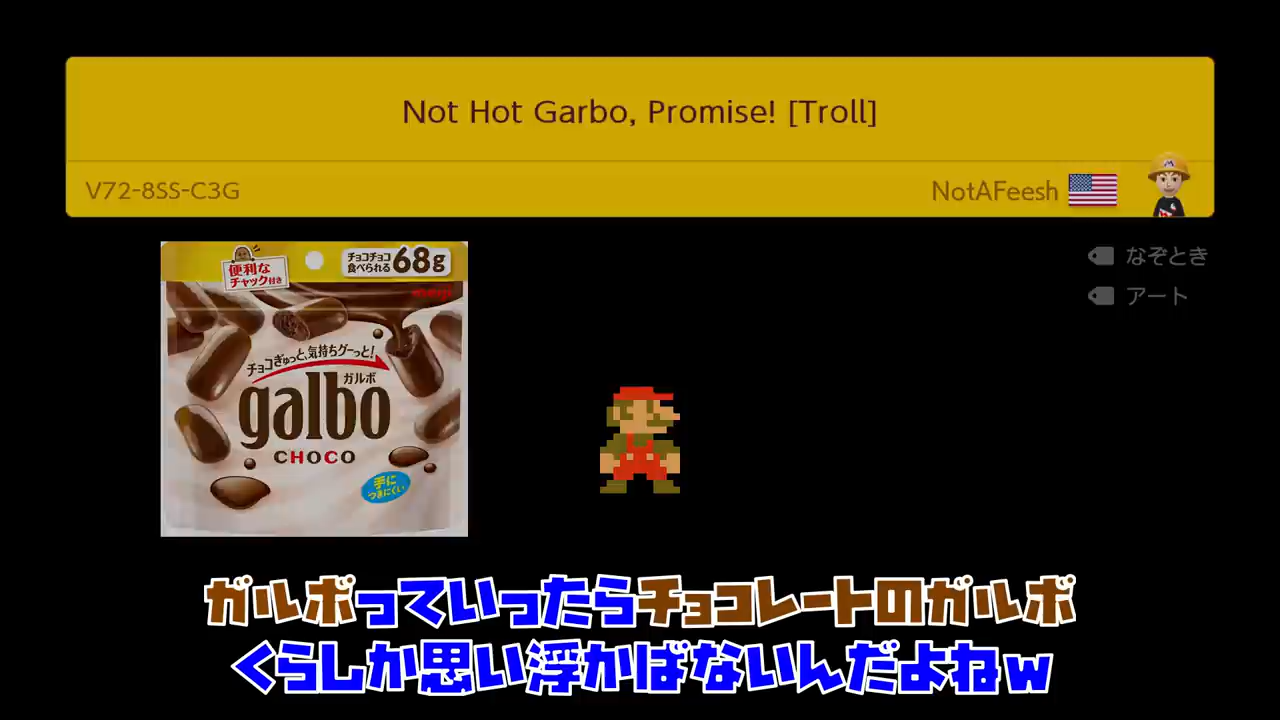 Not Hot Garbo, Promise! [Troll]
V72-8SS-C3G
NotAFeesh
なぞとき
アート
便利な
チャック付き
チョコチョコ
食べられる68g
meiji
チョコぎゅっと、気持ちグーっと!
ガルボ
galbo
CHOCO
手に
つきにくい
ガルボっていったらチョコレートのガルボ
くらしか思い浮かばないんだよねw